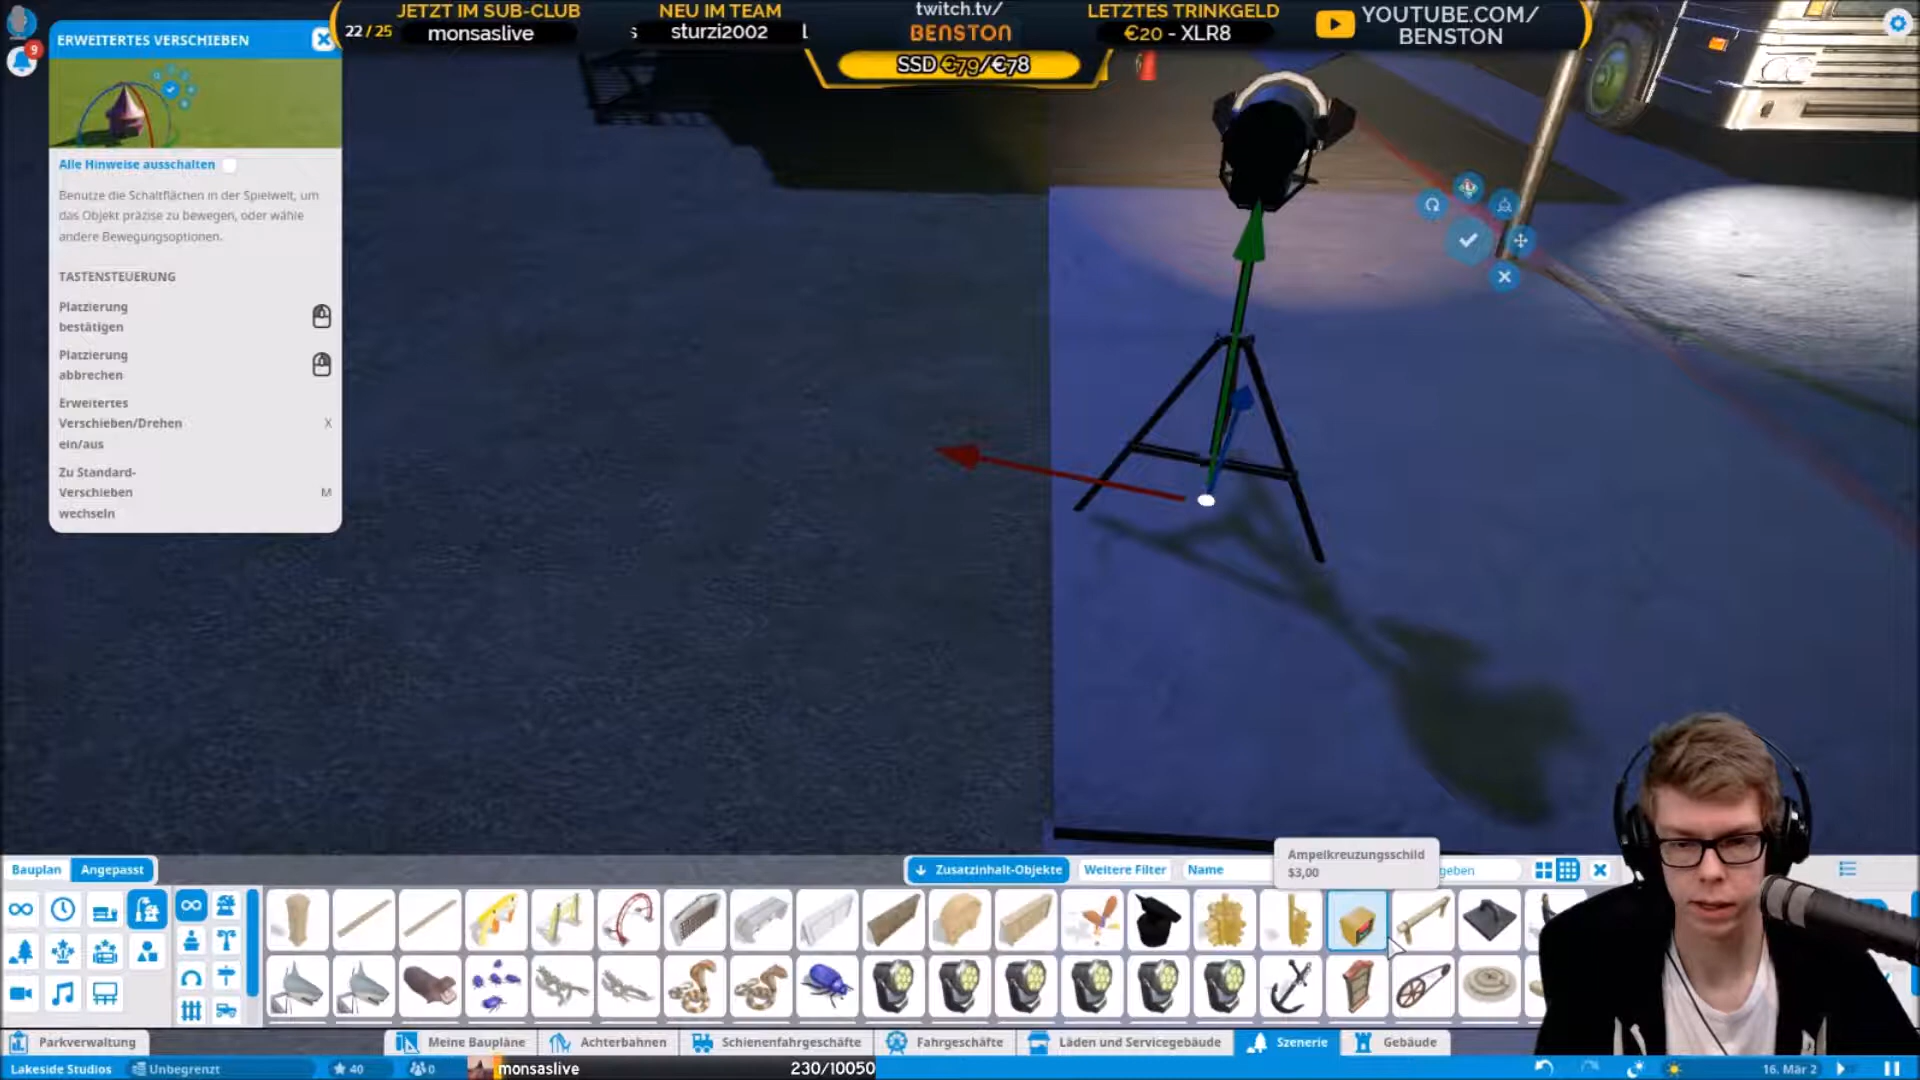 JETZT IM SUB-CLUB
22/25 monsaslive
NEU IM TEAM
sturzi2002
twitch.tv/
BENSTON
SSD €79/€78
LETZTES TRINKGELD
€20 - XLR8
YOUTUBE.COM/
BENSTON
9
ERWEITERTES VERSCHIEBEN
Alle Hinweise ausschalten
Benutze die Schaltflächen in der Spielwelt, um
das Objekt präzise zu bewegen, oder wähle
andere Bewegungsoptionen.
TASTENSTEUERUNG
Platzierung
bestätigen
Platzierung
abbrechen
Erweitertes
Verschieben/Drehen X
ein/aus
Zu Standard-
Verschieben M
wechseln
Ampelkreuzungsschild
$3,00
Bauplan Angepasst
Zusatzinhalt-Objekte Weitere Filter Name geben
Parkverwaltung Meine Baupläne Achterbahnen Schienenfahrgeschäfte Fahrgeschäfte Läden und Servicegebäude Szenerie Gebäude
Lakeside Studios Unbegrenzt 40 0 monsaslive 230/10050 16. Mär 2